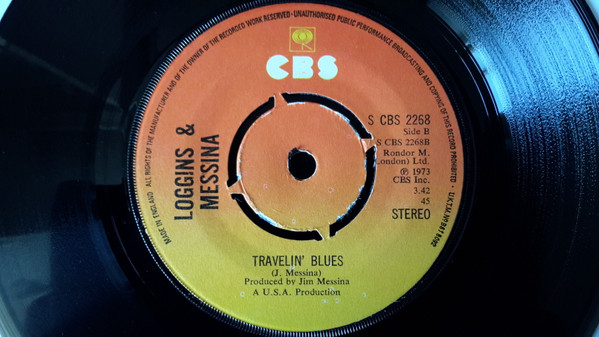 ALL RIGHTS OF THE MANUFACTURER AND OF THE OWNER OF THE RECORDED WORK RESERVED · UNAUTHORISED PUBLIC PERFORMANCE BROADCASTING AND COPYING OF THIS RECORD PROHIBITED
MADE IN ENGLAND
CBS
LOGGINS &
MESSINA
S CBS 2268
Side B
S CBS 2268B
Rondor M.
London) Ltd.
℗ 1973
CBS Inc.
3.42
45
STEREO
TRAVELIN' BLUES
(J. Messina)
Produced by Jim Messina
A U.S.A. Production